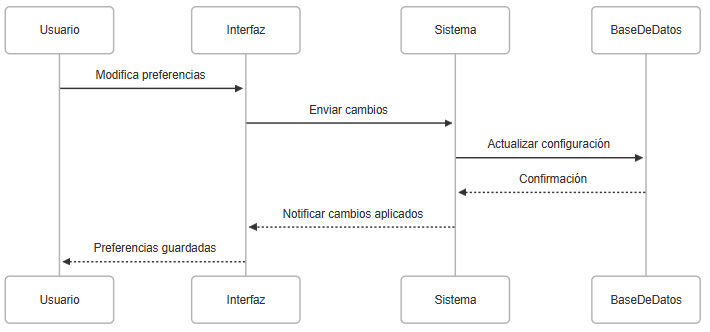 Usuario
Interfaz
Sistema
BaseDeDatos
Modifica preferencias
Enviar cambios
Actualizar configuración
Confirmación
Notificar cambios aplicados
Preferencias guardadas
Usuario
Interfaz
Sistema
BaseDeDatos